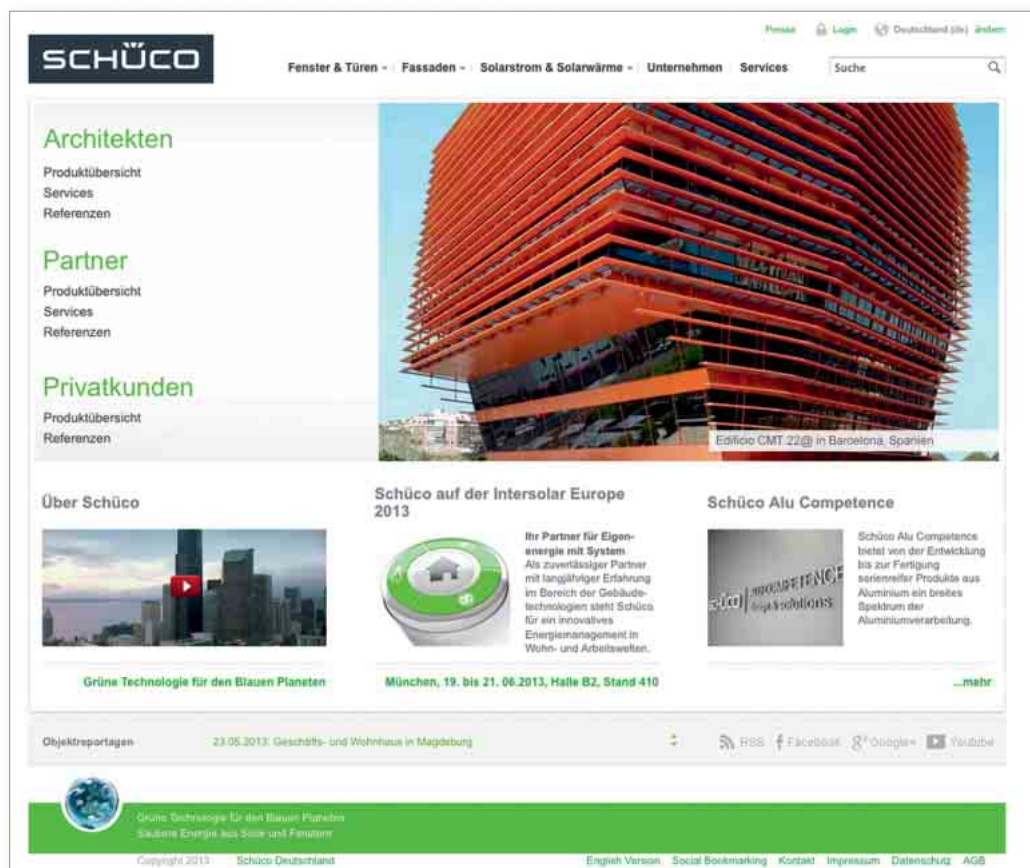 Presse Login Deutschland (de) ändern
SCHÜCO
Fenster & Türen Fassaden Solarstrom & Solarwärme Unternehmen Services Suche
Architekten
Produktübersicht
Services
Referenzen
Partner
Produktübersicht
Services
Referenzen
Privatkunden
Produktübersicht
Referenzen
Edificio CMT 22@ in Barcelona, Spanien
Über Schüco
Grüne Technologie für den Blauen Planeten
Schüco auf der Intersolar Europe
2013
Ihr Partner für Eigen-
energie mit System
Als zuverlässiger Partner
mit langjähriger Erfahrung
im Bereich der Gebäude-
technologien steht Schüco
für ein innovatives
Energiemanagement in
Wohn- und Arbeitswelten.
München, 19. bis 21. 06.2013, Halle B2, Stand 410
Schüco Alu Competence
ALU COMPETENCE
design & solutions
Schüco Alu Competence
bietet von der Entwicklung
bis zur Fertigung
serienreifer Produkte aus
Aluminium ein breites
Spektrum der
Aluminiumverarbeitung.
...mehr
Objektreportagen 23.05.2013: Geschäfts- und Wohnhaus in Magdeburg RSS Facebook Google+ Youtube
Grüne Technologie für den Blauen Planeten
Saubere Energie aus Solar und Fenstern
Copyright 2013 Schüco Deutschland English Version Social Bookmarking Kontakt Impressum Datenschutz AGB